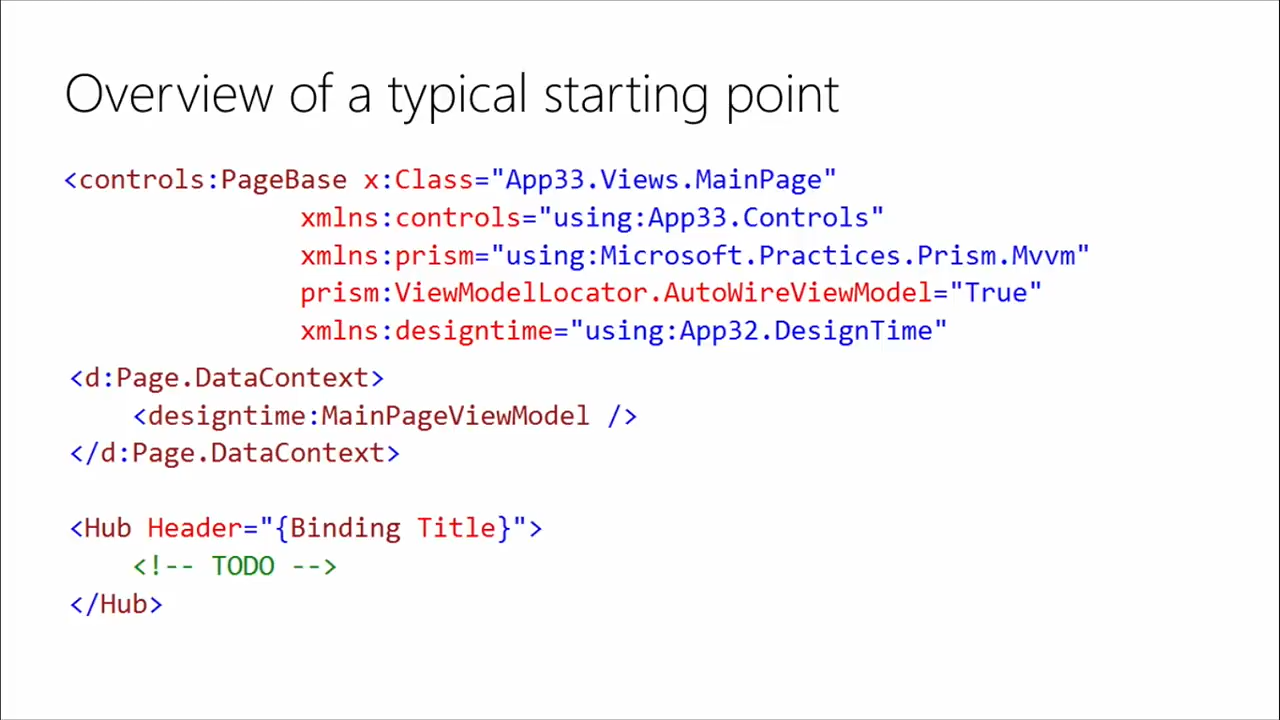 Overview of a typical starting point
<controls:PageBase x:Class="App33.Views.MainPage"
xmlns:controls="using:App33.Controls"
xmlns:prism="using:Microsoft.Practices.Prism.Mvvm"
prism:ViewModelLocator.AutoWireViewModel="True"
xmlns:designtime="using:App32.DesignTime"
<d:Page.DataContext>
<designtime:MainPageViewModel />
</d:Page.DataContext>
<Hub Header="{Binding Title}">
<!-- TODO -->
</Hub>